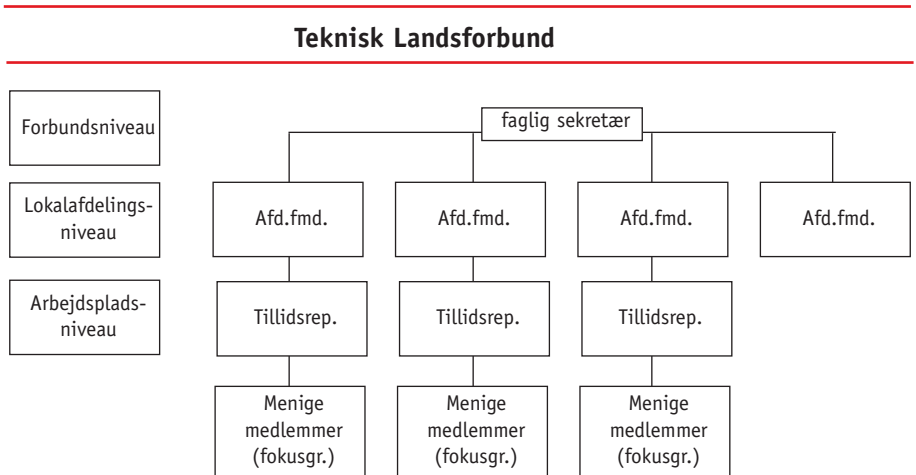 Teknisk Landsforbund
Forbundsniveau
faglig sekretær
Lokalafdelings-
niveau
Afd.fmd.
Afd.fmd.
Afd.fmd.
Afd.fmd.
Arbejdsplads-
niveau
Tillidsrep.
Tillidsrep.
Tillidsrep.
Menige
medlemmer
(fokusgr.)
Menige
medlemmer
(fokusgr.)
Menige
medlemmer
(fokusgr.)